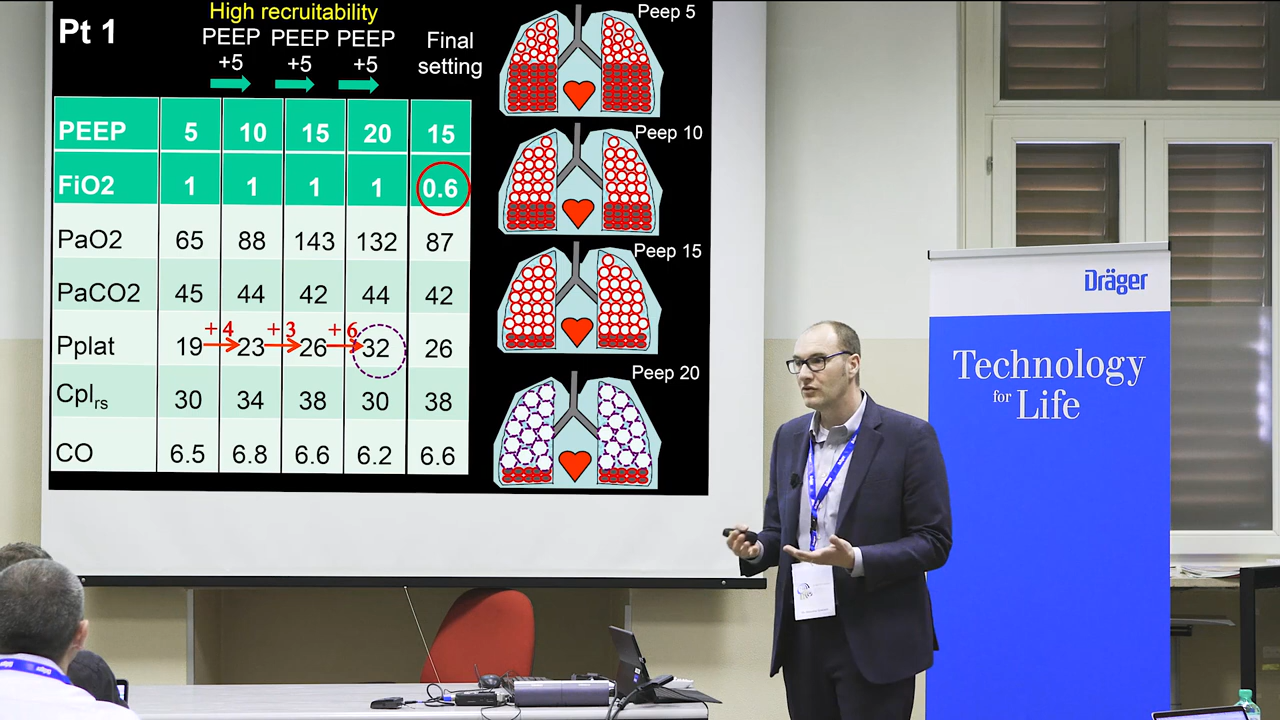 Pt 1
High recruitability
PEEP PEEP PEEP
+5 +5 +5
Final
setting
PEEP 5 10 15 20 15
FiO2 1 1 1 1 0.6
PaO2 65 88 143 132 87
PaCO2 45 44 42 44 42
+4 +3 +6
Pplat 19 23 26 32 26
Cplrs 30 34 38 30 38
CO 6.5 6.8 6.6 6.2 6.6
Peep 5
Peep 10
Peep 15
Peep 20
Dräger
Technology
for Life